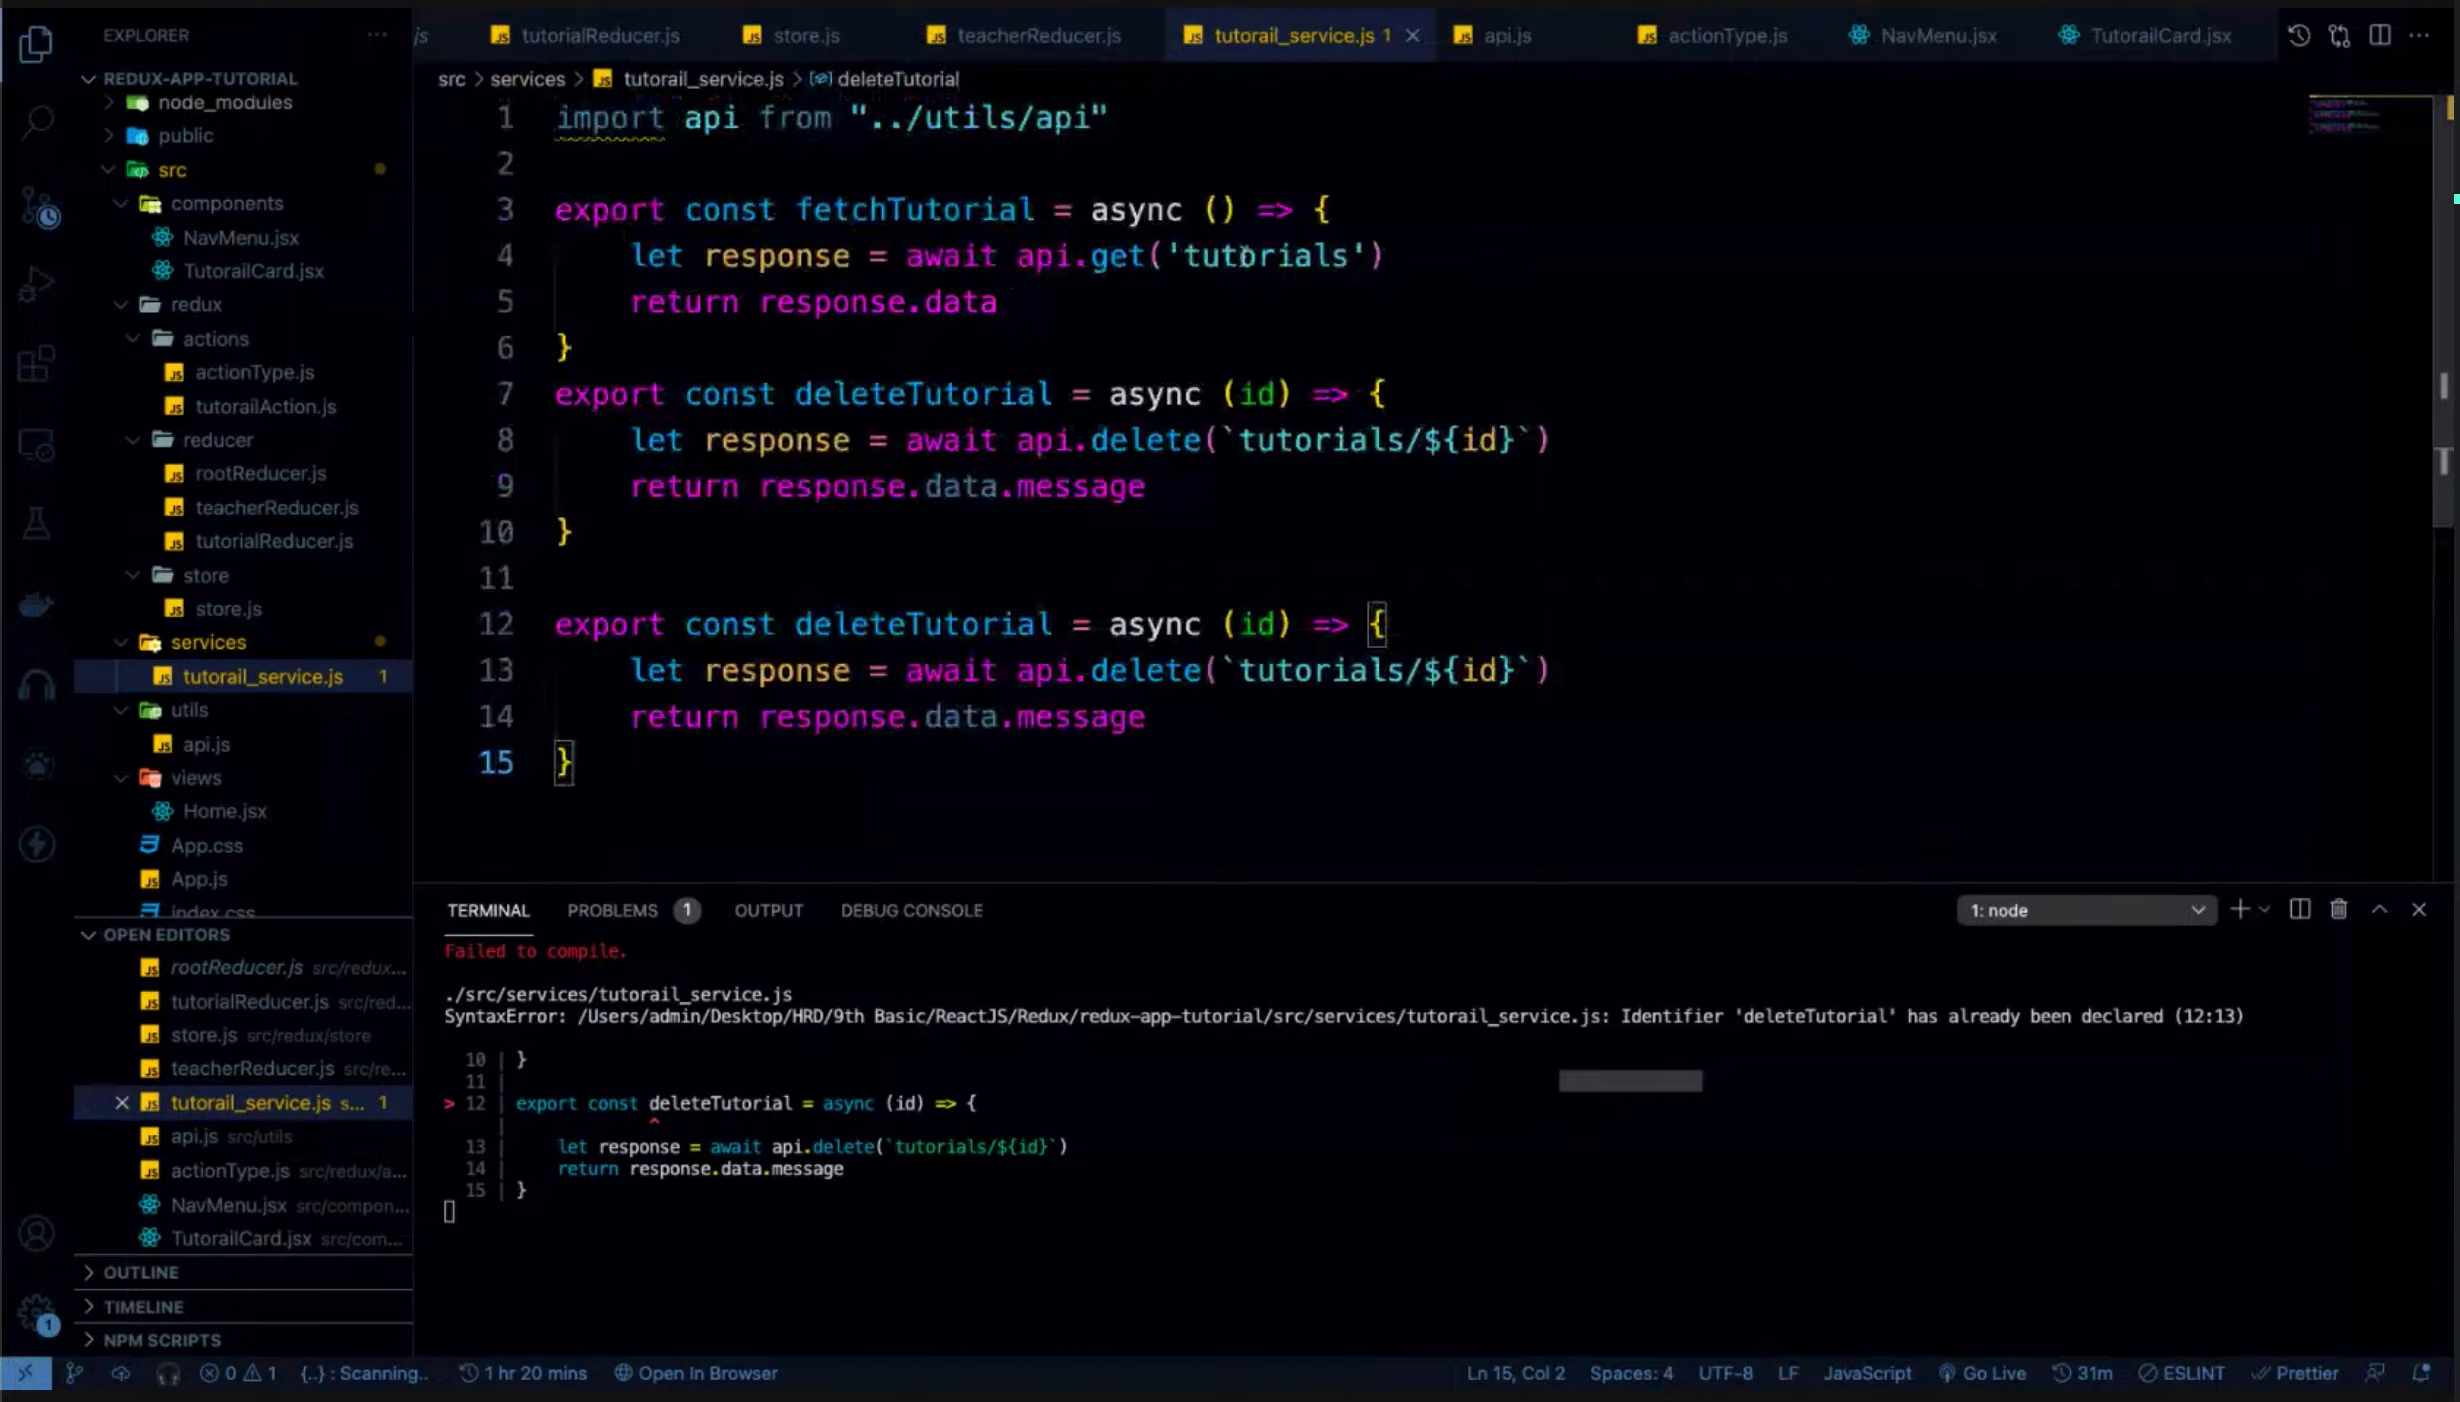 EXPLORER
REDUX-APP-TUTORIAL
node_modules
public
src
components
NavMenu.jsx
TutorailCard.jsx
redux
actions
actionType.js
tutorailAction.js
reducer
rootReducer.js
teacherReducer.js
tutorialReducer.js
store
store.js
services
tutorail_service.js 1
utils
api.js
views
Home.jsx
App.css
App.js
index.css
OPEN EDITORS
rootReducer.js src/redux...
tutorialReducer.js src/red...
store.js src/redux/store
teacherReducer.js src/re...
tutorail_service.js s... 1
api.js src/utils
actionType.js src/redux/a...
NavMenu.jsx src/compon...
TutorailCard.jsx src/com...
OUTLINE
TIMELINE
NPM SCRIPTS
1
js tutorialReducer.js store.js teacherReducer.js tutorail_service.js 1 api.js actionType.js NavMenu.jsx TutorailCard.jsx
src > services > tutorail_service.js > deleteTutorial
1 import api from "../utils/api"
2
3 export const fetchTutorial = async () => {
4 let response = await api.get('tutorials')
5 return response.data
6 }
7 export const deleteTutorial = async (id) => {
8 let response = await api.delete(`tutorials/${id}`)
9 return response.data.message
10 }
11
12 export const deleteTutorial = async (id) => {
13 let response = await api.delete(`tutorials/${id}`)
14 return response.data.message
15 }
TERMINAL PROBLEMS 1 OUTPUT DEBUG CONSOLE 1: node
Failed to compile.
./src/services/tutorail_service.js
SyntaxError: /Users/admin/Desktop/HRD/9th Basic/ReactJS/Redux/redux-app-tutorial/src/services/tutorail_service.js: Identifier 'deleteTutorial' has already been declared (12:13)
10 | }
11 |
> 12 | export const deleteTutorial = async (id) => {
| ^
13 | let response = await api.delete(`tutorials/${id}`)
14 | return response.data.message
15 | }
0 1 {..} : Scanning.. 1 hr 20 mins Open In Browser Ln 15, Col 2 Spaces: 4 UTF-8 LF JavaScript Go Live 31m ESLINT Prettier